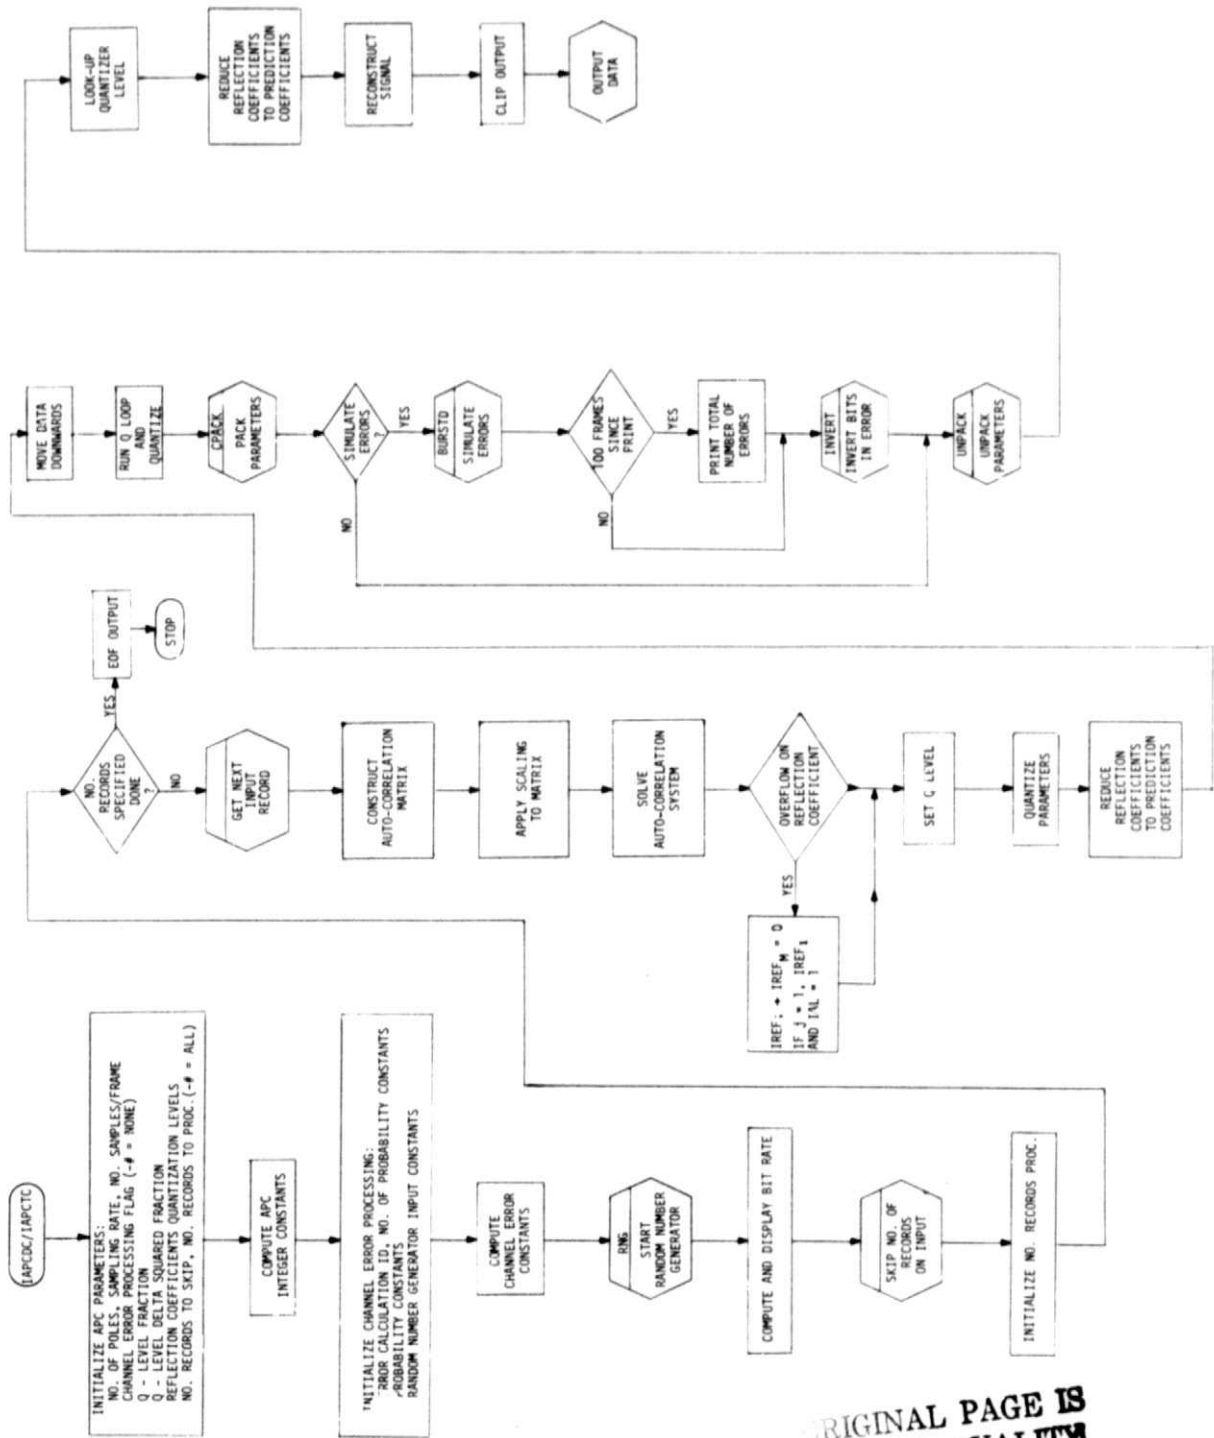 IAPCDC/IAPCTC
INITIALIZE APC PARAMETERS:
NO. OF POLES, SAMPLING RATE, NO. SAMPLES/FRAME
CHANNEL ERROR PROCESSING FLAG (-# = NONE)
Q - LEVEL FRACTION
Q - LEVEL DELTA SQUARED FRACTION
REFLECTION COEFFICIENTS QUANTIZATION LEVELS
NO. RECORDS TO SKIP, NO. RECORDS TO PROC.(-# = ALL)
COMPUTE APC
INTEGER CONSTANTS
INITIALIZE CHANNEL ERROR PROCESSING:
ERROR CALCULATION ID, NO. OF PROBABILITY CONSTANTS
PROBABILITY CONSTANTS
RANDOM NUMBER GENERATOR INPUT CONSTANTS
COMPUTE
CHANNEL ERROR
CONSTANTS
RNG
START
RANDOM NUMBER
GENERATOR
COMPUTE AND DISPLAY BIT RATE
SKIP NO. OF
RECORDS
ON INPUT
INITIALIZE NO. RECORDS PROC.
NO.
RECORDS
SPECIFIED
DONE
?
YES
EOF OUTPUT
STOP
NO
GET NEXT
INPUT
RECORD
CONSTRUCT
AUTO-CORRELATION
MATRIX
APPLY SCALING
TO MATRIX
SOLVE
AUTO-CORRELATION
SYSTEM
OVERFLOW ON
REFLECTION
COEFFICIENT
YES
IREF → IREF M = 0
IF J = 1, IREF1
AND = 1
SET Q LEVEL
QUANTIZE
PARAMETERS
REDUCE
REFLECTION
COEFFICIENTS
TO PREDICTION
COEFFICIENTS
MOVE DATA
DOWNWARDS
RUN Q LOOP
AND
QUANTIZE
CPACK
PACK
PARAMETERS
SIMULATE
ERRORS
?
YES
NO
BURSTD
SIMULATE
ERRORS
100 FRAMES
SINCE
PRINT
YES
NO
PRINT TOTAL
NUMBER OF
ERRORS
INVERT
INVERT BITS
IN ERROR
UNPACK
UNPACK
PARAMETERS
LOOK-UP
QUANTIZER
LEVEL
REDUCE
REFLECTION
COEFFICIENTS
TO PREDICTION
COEFFICIENTS
RECONSTRUCT
SIGNAL
CLIP OUTPUT
OUTPUT
DATA
ORIGINAL PAGE IS